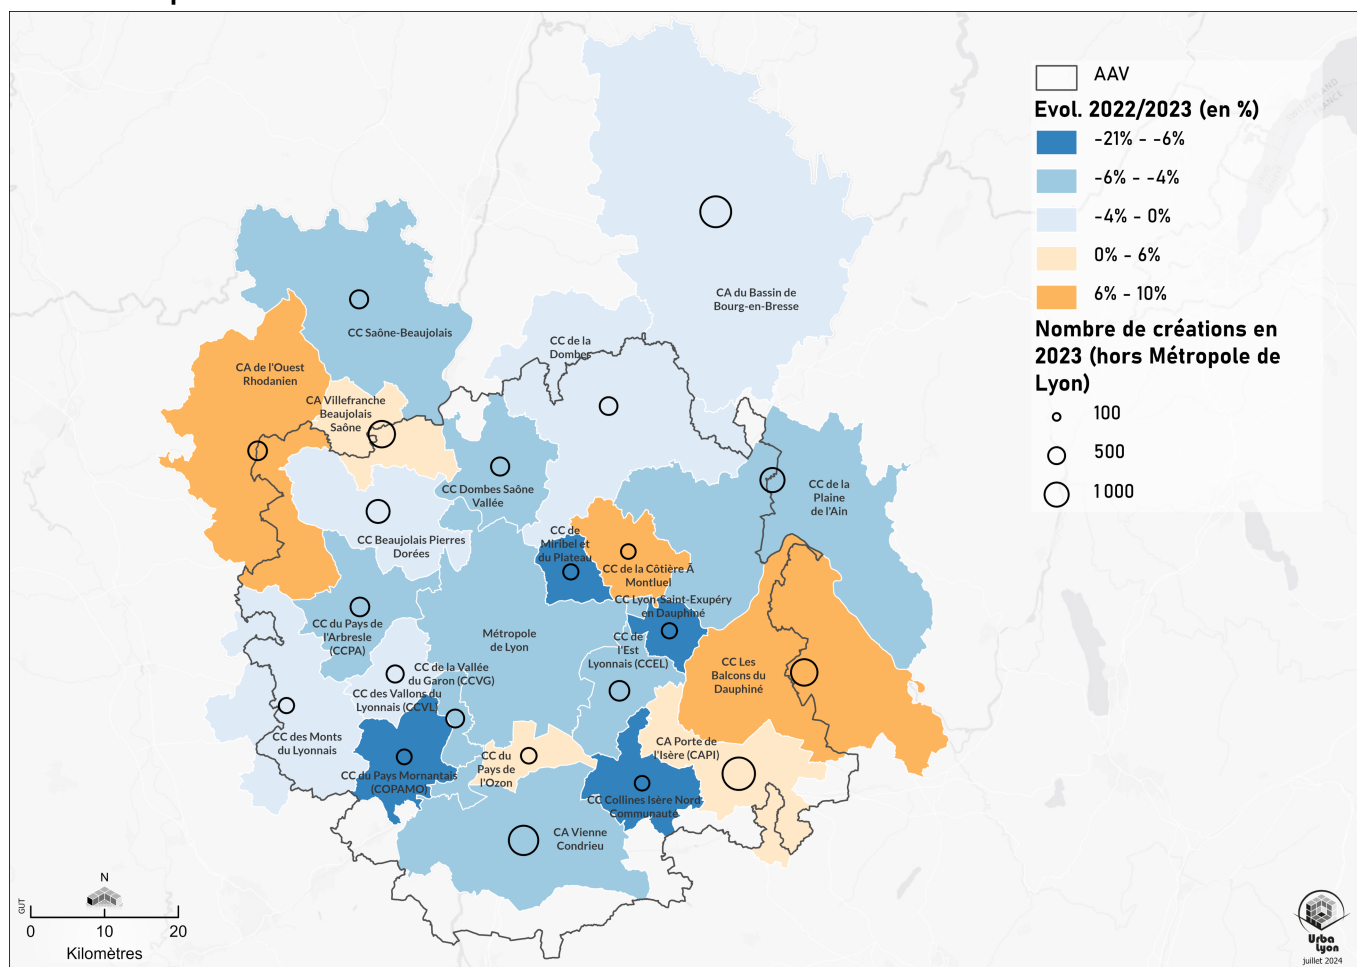 AAV
Evol. 2022/2023 (en %)
-21% - -6%
-6% - -4%
-4% - 0%
0% - 6%
6% - 10%
Nombre de créations en
2023 (hors Métropole de
Lyon)
100
500
1 000
CA du Bassin de
Bourg-en-Bresse
CC Saône-Beaujolais
CC de la
Dombes
CA de l'Ouest
Rhodanien
CA Villefranche
Beaujolais
Saône
CC Dombes Saône
Vallée
CC de la
Plaine
de l'Ain
CC Beaujolais Pierres
Dorées
CC de
Miribel et
du Plateau
CC de la Côtière À
Montluel
CC Lyon-Saint-Exupéry
en Dauphiné
CC du Pays de
l'Arbresle
(CCPA)
Métropole
de Lyon
CC de
l'Est
Lyonnais (CCEL)
CC Les
Balcons du
Dauphiné
CC de la Vallée
du Garon (CCVG)
CC des Vallons du
Lyonnais (CCVL)
CC des Monts
du Lyonnais
CA Porte de
l'Isère (CAPI)
CC du
Pays de
l'Ozon
CC du Pays Mornantais
(COPAMO)
CC Collines Isère Nord
Communauté
CA Vienne
Condrieu
N
GUT
0 10 20
Kilomètres
Urba
Lyon
juillet 2024